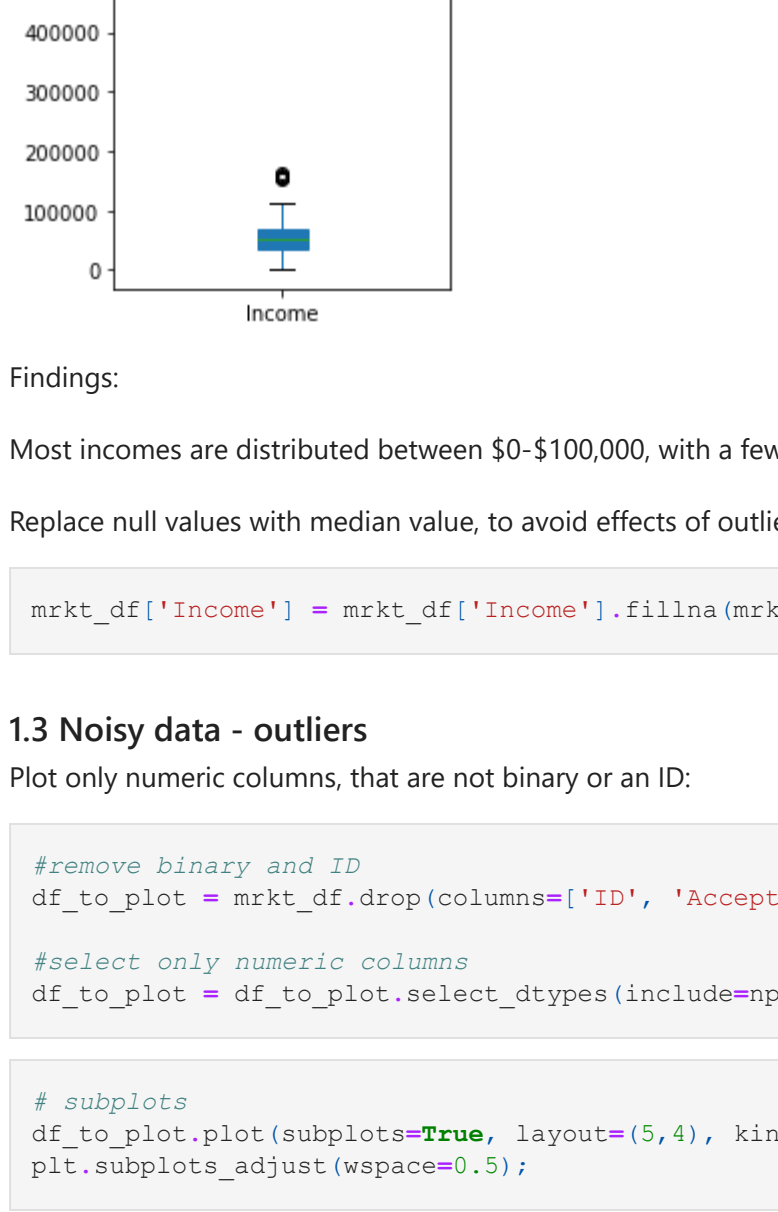 400000
300000
200000
100000
0
Income
Findings:
Most incomes are distributed between $0-$100,000, with a few
Replace null values with median value, to avoid effects of outlie
mrkt_df['Income'] = mrkt_df['Income'].fillna(mrk
1.3 Noisy data - outliers
Plot only numeric columns, that are not binary or an ID:
#remove binary and ID
df_to_plot = mrkt_df.drop(columns=['ID', 'Accept
#select only numeric columns
df_to_plot = df_to_plot.select_dtypes(include=np
# subplots
df_to_plot.plot(subplots=True, layout=(5,4), kin
plt.subplots_adjust(wspace=0.5);